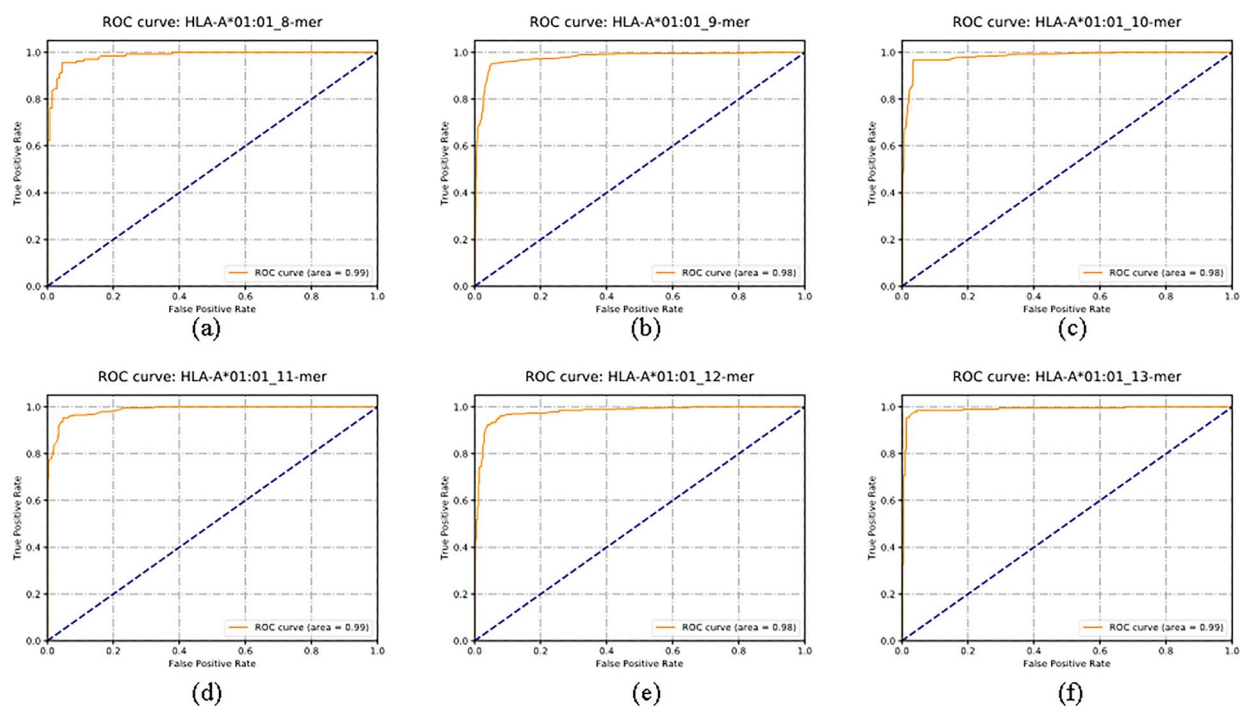 ROC curve: HLA-A*01:01_8-mer
1.0
0.8
0.6
0.4
0.2
0.0
True Positive Rate
0.0 0.2 0.4 0.6 0.8 1.0
False Positive Rate
ROC curve (area = 0.99)
(a)
ROC curve: HLA-A*01:01_9-mer
1.0
0.8
0.6
0.4
0.2
0.0
True Positive Rate
0.0 0.2 0.4 0.6 0.8 1.0
False Positive Rate
ROC curve (area = 0.98)
(b)
ROC curve: HLA-A*01:01_10-mer
1.0
0.8
0.6
0.4
0.2
0.0
True Positive Rate
0.0 0.2 0.4 0.6 0.8 1.0
False Positive Rate
ROC curve (area = 0.98)
(c)
ROC curve: HLA-A*01:01_11-mer
1.0
0.8
0.6
0.4
0.2
0.0
True Positive Rate
0.0 0.2 0.4 0.6 0.8 1.0
False Positive Rate
ROC curve (area = 0.99)
(d)
ROC curve: HLA-A*01:01_12-mer
1.0
0.8
0.6
0.4
0.2
0.0
True Positive Rate
0.0 0.2 0.4 0.6 0.8 1.0
False Positive Rate
ROC curve (area = 0.98)
(e)
ROC curve: HLA-A*01:01_13-mer
1.0
0.8
0.6
0.4
0.2
0.0
True Positive Rate
0.0 0.2 0.4 0.6 0.8 1.0
False Positive Rate
ROC curve (area = 0.99)
(f)